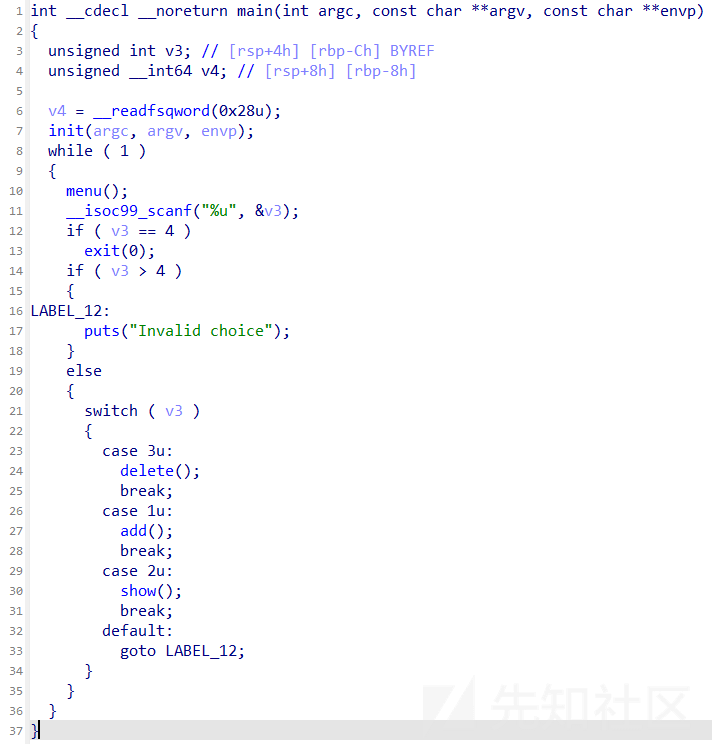 1 int __cdecl __noreturn main(int argc, const char **argv, const char **envp)
2 {
3 unsigned int v3; // [rsp+4h] [rbp-Ch] BYREF
4 unsigned __int64 v4; // [rsp+8h] [rbp-8h]
5
6 v4 = __readfsqword(0x28u);
7 init(argc, argv, envp);
8 while ( 1 )
9 {
10 menu();
11 __isoc99_scanf("%u", &v3);
12 if ( v3 == 4 )
13 exit(0);
14 if ( v3 > 4 )
15 {
16 LABEL_12:
17 puts("Invalid choice");
18 }
19 else
20 {
21 switch ( v3 )
22 {
23 case 3u:
24 delete();
25 break;
26 case 1u:
27 add();
28 break;
29 case 2u:
30 show();
31 break;
32 default:
33 goto LABEL_12;
34 }
35 }
36 }
37 }
先知社区